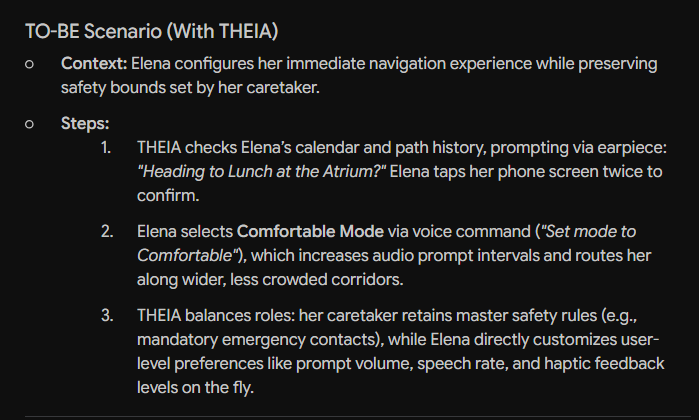 TO-BE Scenario (With THEIA)
○ Context: Elena configures her immediate navigation experience while preserving
safety bounds set by her caretaker.
○ Steps:
1. THEIA checks Elena’s calendar and path history, prompting via earpiece:
"Heading to Lunch at the Atrium?" Elena taps her phone screen twice to
confirm.
2. Elena selects Comfortable Mode via voice command ("Set mode to
Comfortable"), which increases audio prompt intervals and routes her
along wider, less crowded corridors.
3. THEIA balances roles: her caretaker retains master safety rules (e.g.,
mandatory emergency contacts), while Elena directly customizes user-
level preferences like prompt volume, speech rate, and haptic feedback
levels on the fly.